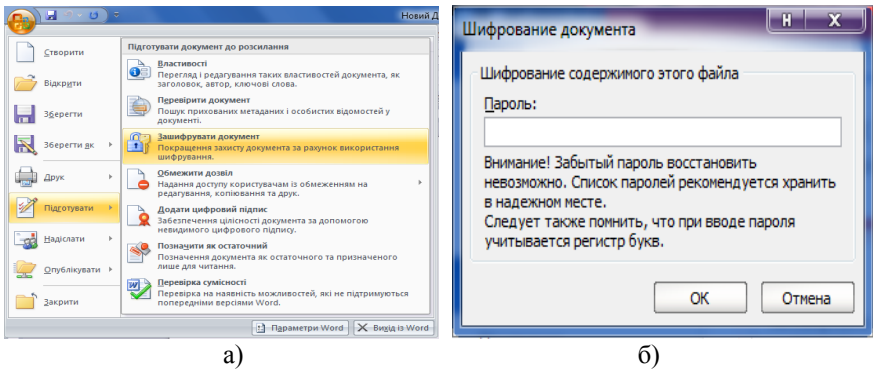 Новий Д
Створити
Відкрити
Зберегти
Зберегти як
Друк
Підготувати
Надіслати
Опублікувати
Закрити
Підготувати документ до розсилання
Властивості
Перегляд і редагування таких властивостей документа, як
заголовок, автор, ключові слова.
Перевірити документ
Пошук прихованих метаданих і особистих відомостей у
документі.
Зашифрувати документ
Покращення захисту документа за рахунок використання
шифрування.
Обмежити дозвіл
Надання доступу користувачам із обмеженням на
редагування, копіювання та друк.
Додати цифровий підпис
Забезпечення цілісності документа за допомогою
невидимого цифрового підпису.
Позначити як остаточний
Позначення документа як остаточного та призначеного
лише для читання.
Перевірка сумісності
Перевірка на наявність можливостей, які не підтримуються
попередніми версіями Word.
Параметри Word
Вихід із Word
а)
Шифрование документа
Н X
Шифрование содержимого этого файла
Пароль:
Внимание! Забытый пароль восстановить
невозможно. Список паролей рекомендуется хранить
в надежном месте.
Следует также помнить, что при вводе пароля
учитывается регистр букв.
ОК
Отмена
б)